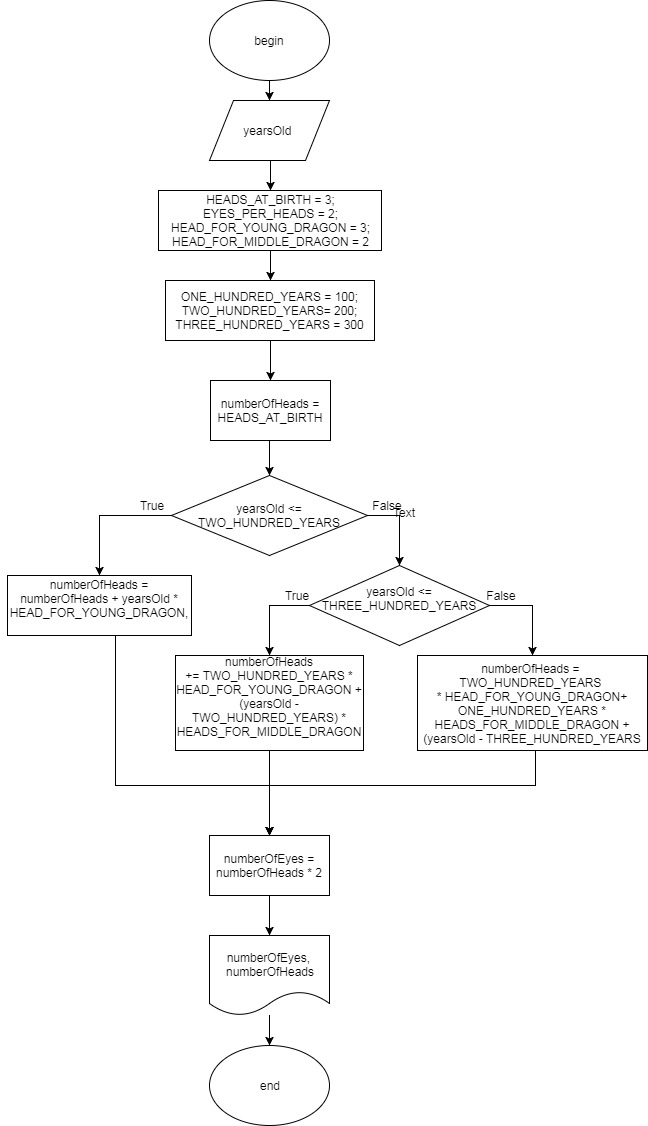 begin
yearsOld
HEADS_AT_BIRTH = 3;
EYES_PER_HEADS = 2;
HEAD_FOR_YOUNG_DRAGON = 3;
HEAD_FOR_MIDDLE_DRAGON = 2
ONE_HUNDRED_YEARS = 100;
TWO_HUNDRED_YEARS= 200;
THREE_HUNDRED_YEARS = 300
numberOfHeads =
HEADS_AT_BIRTH
yearsOld <=
TWO_HUNDRED_YEARS
True
False
Text
numberOfHeads =
numberOfHeads + yearsOld *
HEAD_FOR_YOUNG_DRAGON,
yearsOld <=
THREE_HUNDRED_YEARS
True
False
numberOfHeads
+= TWO_HUNDRED_YEARS *
HEAD_FOR_YOUNG_DRAGON +
(yearsOld -
TWO_HUNDRED_YEARS) *
HEADS_FOR_MIDDLE_DRAGON
numberOfHeads =
TWO_HUNDRED_YEARS
* HEAD_FOR_YOUNG_DRAGON+
ONE_HUNDRED_YEARS *
HEADS_FOR_MIDDLE_DRAGON +
(yearsOld - THREE_HUNDRED_YEARS
numberOfEyes =
numberOfHeads * 2
numberOfEyes,
numberOfHeads
end